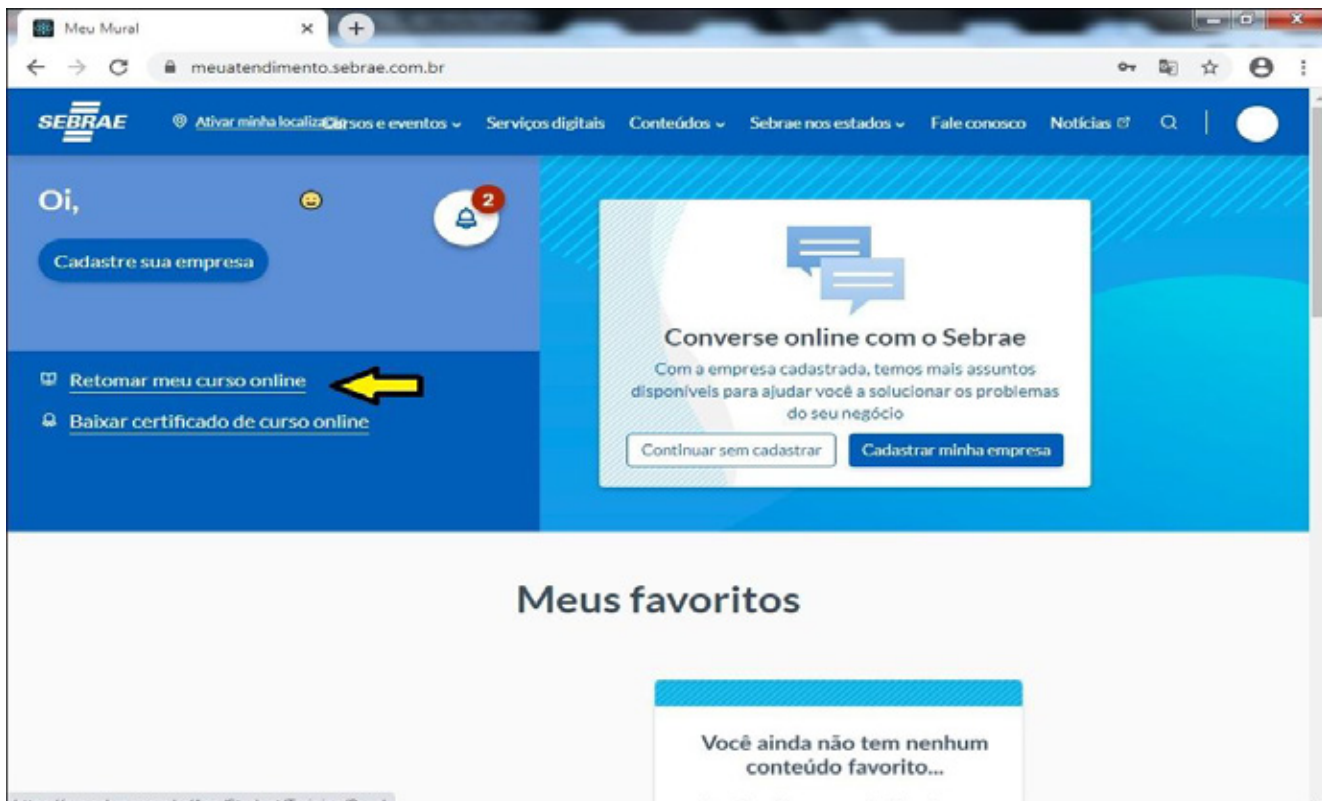 Meu Mural
meuatendimento.sebrae.com.br
SEBRAE
Ativar minha localização
Cursos e eventos
Serviços digitais
Conteúdos
Sebrae nos estados
Fale conosco
Notícias
Oi,
2
Cadastre sua empresa
Retomar meu curso online
Baixar certificado de curso online
Converse online com o Sebrae
Com a empresa cadastrada, temos mais assuntos
disponíveis para ajudar você a solucionar os problemas
do seu negócio
Continuar sem cadastrar
Cadastrar minha empresa
Meus favoritos
Você ainda não tem nenhum
conteúdo favorito...